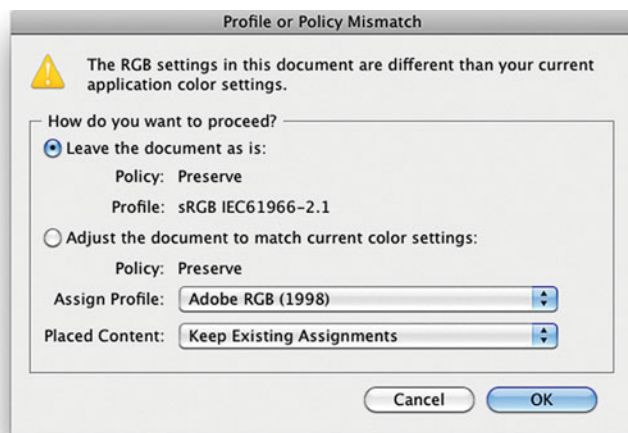 Profile or Policy Mismatch
The RGB settings in this document are different than your current
application color settings.
How do you want to proceed?
Leave the document as is:
Policy: Preserve
Profile: sRGB IEC61966-2.1
Adjust the document to match current color settings:
Policy: Preserve
Assign Profile: Adobe RGB (1998)
Placed Content: Keep Existing Assignments
Cancel OK